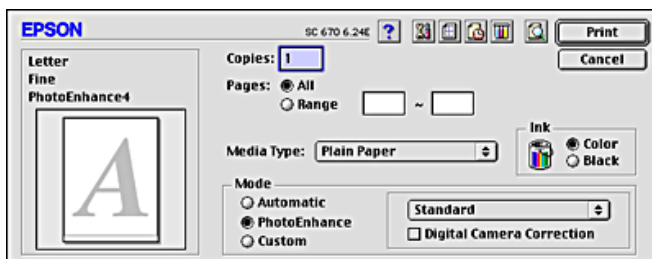 EPSON
SC 670 6.24E
?
Print
Cancel
Letter
Fine
PhotoEnhance4
A
Copies: 1
Pages: All
Range ~
Media Type: Plain Paper
Ink
Color
Black
Mode
Automatic
PhotoEnhance
Custom
Standard
Digital Camera Correction